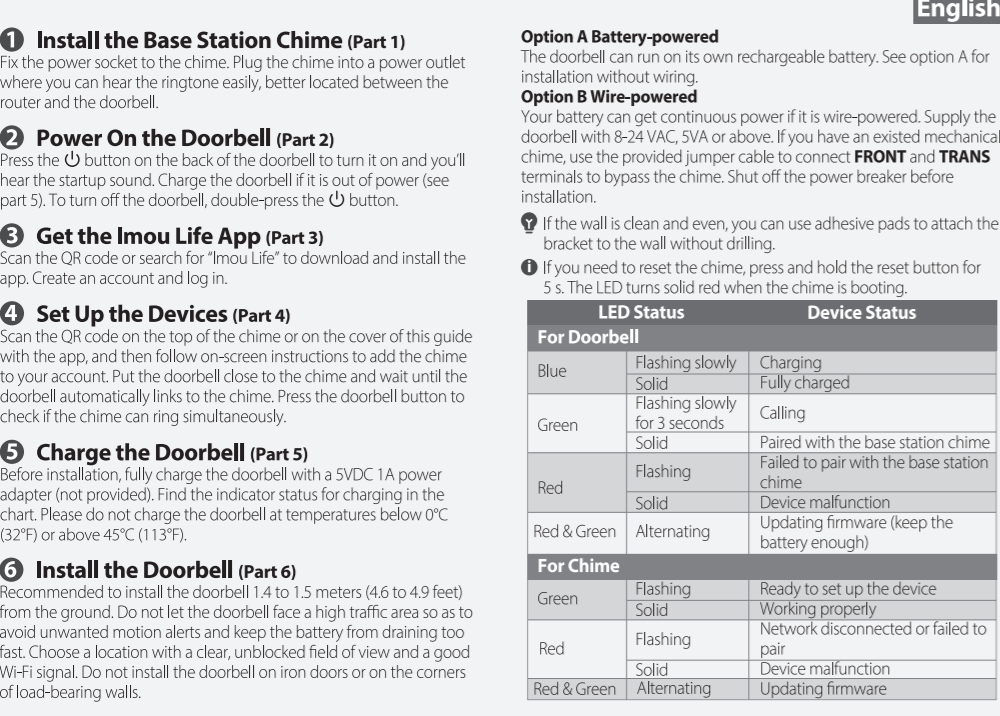 English
1 Install the Base Station Chime (Part 1)
Fix the power socket to the chime. Plug the chime into a power outlet
where you can hear the ringtone easily, better located between the
router and the doorbell.
2 Power On the Doorbell (Part 2)
Press the ⏻ button on the back of the doorbell to turn it on and you'll
hear the startup sound. Charge the doorbell if it is out of power (see
part 5). To turn off the doorbell, double-press the ⏻ button.
3 Get the Imou Life App (Part 3)
Scan the QR code or search for "Imou Life" to download and install the
app. Create an account and log in.
4 Set Up the Devices (Part 4)
Scan the QR code on the top of the chime or on the cover of this guide
with the app, and then follow on-screen instructions to add the chime
to your account. Put the doorbell close to the chime and wait until the
doorbell automatically links to the chime. Press the doorbell button to
check if the chime can ring simultaneously.
5 Charge the Doorbell (Part 5)
Before installation, fully charge the doorbell with a 5VDC 1A power
adapter (not provided). Find the indicator status for charging in the
chart. Please do not charge the doorbell at temperatures below 0°C
(32°F) or above 45°C (113°F).
6 Install the Doorbell (Part 6)
Recommended to install the doorbell 1.4 to 1.5 meters (4.6 to 4.9 feet)
from the ground. Do not let the doorbell face a high traffic area so as to
avoid unwanted motion alerts and keep the battery from draining too
fast. Choose a location with a clear, unblocked field of view and a good
Wi-Fi signal. Do not install the doorbell on iron doors or on the corners
of load-bearing walls.
Option A Battery-powered
The doorbell can run on its own rechargeable battery. See option A for
installation without wiring.
Option B Wire-powered
Your battery can get continuous power if it is wire-powered. Supply the
doorbell with 8-24 VAC, 5VA or above. If you have an existed mechanical
chime, use the provided jumper cable to connect FRONT and TRANS
terminals to bypass the chime. Shut off the power breaker before
installation.
If the wall is clean and even, you can use adhesive pads to attach the
bracket to the wall without drilling.
If you need to reset the chime, press and hold the reset button for
5 s. The LED turns solid red when the chime is booting.
LED Status Device Status
For Doorbell
Blue Flashing slowly Charging
Solid Fully charged
Green Flashing slowly
for 3 seconds Calling
Solid Paired with the base station chime
Red Flashing Failed to pair with the base station
chime
Solid Device malfunction
Red & Green Alternating Updating firmware (keep the
battery enough)
For Chime
Green Flashing Ready to set up the device
Solid Working properly
Red Flashing Network disconnected or failed to
pair
Solid Device malfunction
Red & Green Alternating Updating firmware